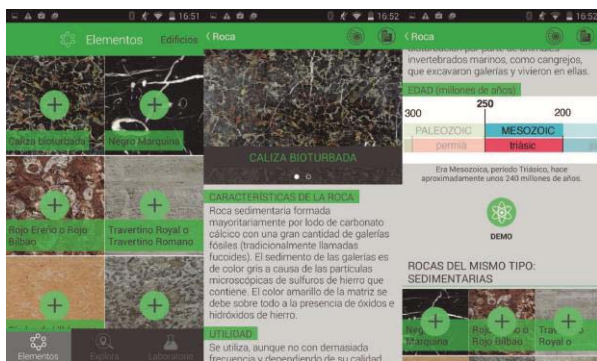 16:51
Elementos Edificios
Caliza bioturbada
Negro Marquina
Rojo Ereño o Rojo
Bilbao
Travertino Royal o
Travertino Romano
Elementos Explora Laboratorio
16:52
Roca
CALIZA BIOTURBADA
CARACTERÍSTICAS DE LA ROCA
Roca sedimentaria formada
mayoritariamente por lodo de carbonato
cálcico con una gran cantidad de galerías
fósiles (tradicionalmente llamadas
fucoides). El sedimento de las galerías es
de color gris a causa de las partículas
microscópicas de sulfuros de hierro que
contiene. El color amarillo de la matriz se
debe sobre todo a la presencia de óxidos e
hidróxidos de hierro.
UTILIDAD
Se utiliza, aunque no con demasiada
frecuencia y dependiendo de su calidad
16:52
Roca
bioturbación por parte de animales
invertebrados marinos, como cangrejos,
que excavaron galerías y vivieron en ellas.
EDAD (millones de años)
300 250 200
PALEOZOIC MESOZOIC
permià triàsic
Era Mesozoica, período Triásico, hace
aproximadamente unos 240 millones de años.
DEMO
ROCAS DEL MISMO TIPO:
SEDIMENTARIAS
Negro
Marquina
Rojo Ereño o
Rojo Bilbao
Travertino
Royal o